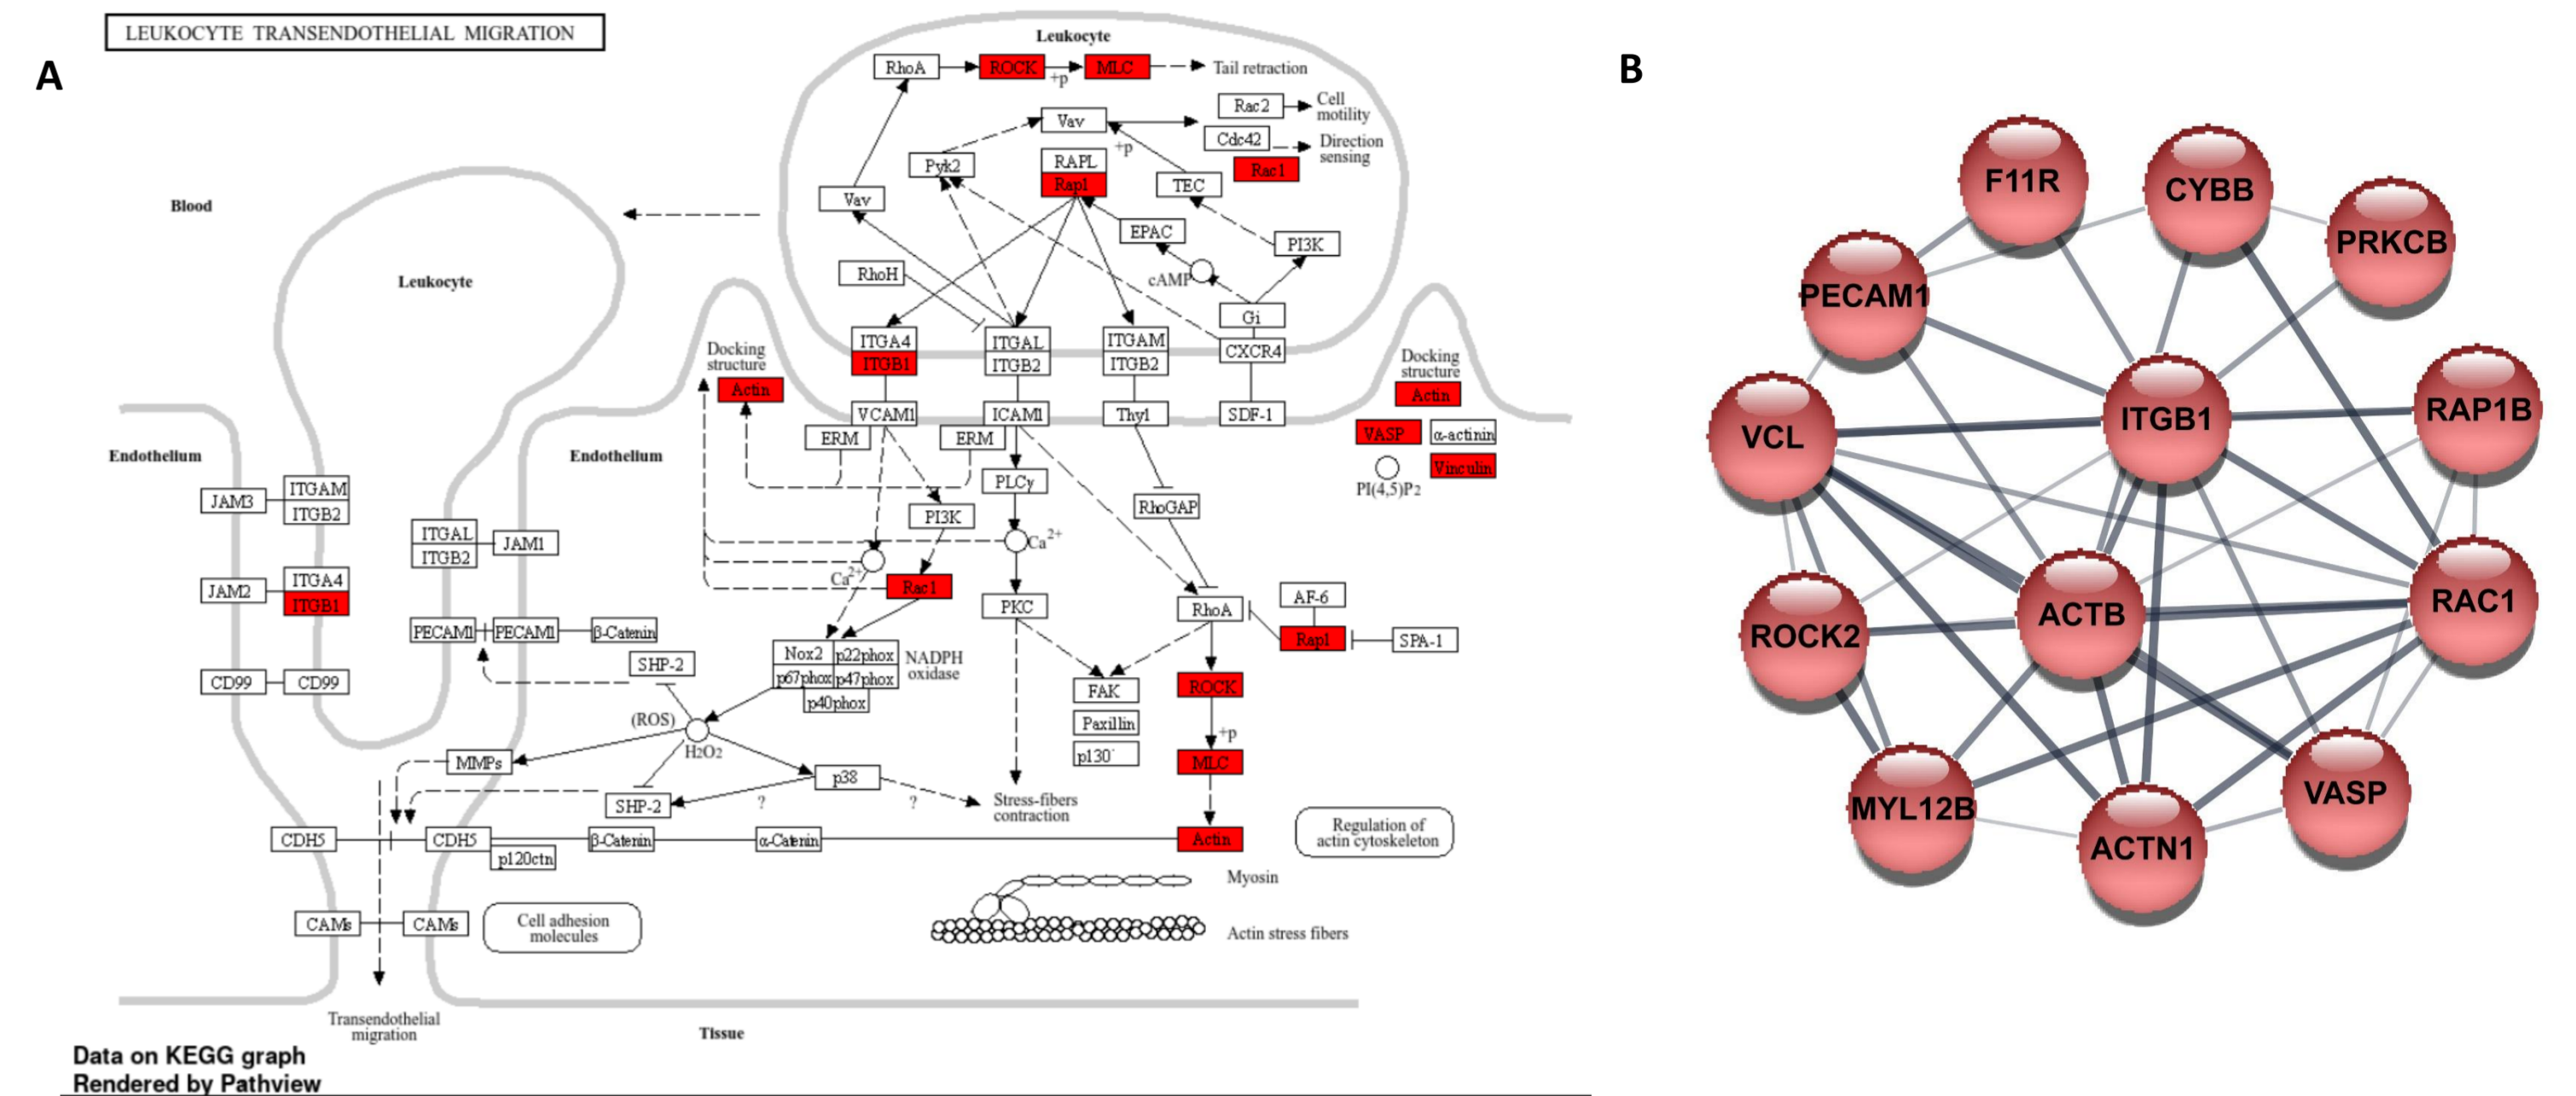 LEUKOCYTE TRANSENDOTHELIAL MIGRATION
A
B
Leukocyte
RhoA
ROCK
+p
MLC
Tail retraction
Rac2
Cell
motility
Vav
+p
Cdc42
Direction
sensing
Rac1
Pyk2
RAPL
Rap1
TEC
Vav
EPAC
PI3K
RhoH
cAMP
Gi
Blood
Leukocyte
ITGA4
ITGB1
ITGAL
ITGB2
ITGAM
ITGB2
CXCR4
Docking
structure
Actin
Docking
structure
Actin
VCAM1
ICAM1
Thy1
SDF-1
ERM
ERM
VASP
α-actinin
Vinculin
PI(4,5)P2
Endothelium
Endothelium
PLCγ
PI3K
RhoGAP
Ca2+
Ca2+
JAM3
ITGAM
ITGB2
ITGAL
ITGB2
JAM1
JAM2
ITGA4
ITGB1
Rac1
PKC
RhoA
AF-6
Rap1
SPA-1
PECAM1
PECAM1
β-Catenin
SHP-2
Nox2
p22phox
p67phox
p47phox
p40phox
NADPH
oxidase
CD99
CD99
FAK
Paxillin
p130
ROCK
+p
MLC
(ROS)
H2O2
MMPs
p38
SHP-2
?
?
Stress-fibers
contraction
CDH5
CDH5
p120ctn
β-Catenin
α-Catenin
Actin
Regulation of
actin cytoskeleton
Myosin
Actin stress fibers
CAMs
CAMs
Cell adhesion
molecules
Transendothelial
migration
Tissue
Data on KEGG graph
Rendered by Pathview
F11R
CYBB
PRKCB
PECAM1
ITGB1
RAP1B
VCL
ACTB
RAC1
ROCK2
MYL12B
ACTN1
VASP